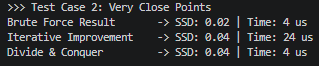 >>> Test Case 2: Very Close Points
Brute Force Result -> SSD: 0.02 | Time: 4 us
Iterative Improvement -> SSD: 0.04 | Time: 24 us
Divide & Conquer -> SSD: 0.04 | Time: 4 us